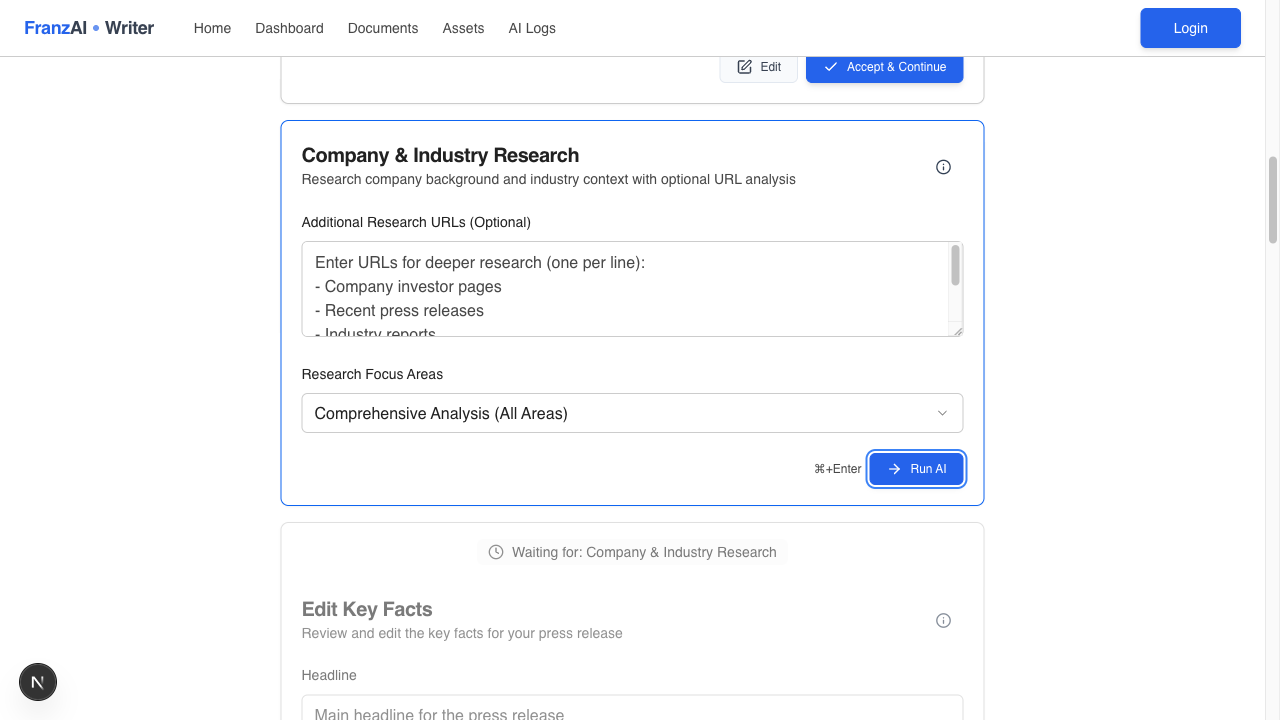 FranzAI • Writer
Home
Dashboard
Documents
Assets
AI Logs
Login
Edit
Accept & Continue
Company & Industry Research
Research company background and industry context with optional URL analysis
Additional Research URLs (Optional)
Enter URLs for deeper research (one per line):
- Company investor pages
- Recent press releases
- Industry reports
Research Focus Areas
Comprehensive Analysis (All Areas)
⌘+Enter
Run AI
Waiting for: Company & Industry Research
Edit Key Facts
Review and edit the key facts for your press release
Headline
Main headline for the press release
N